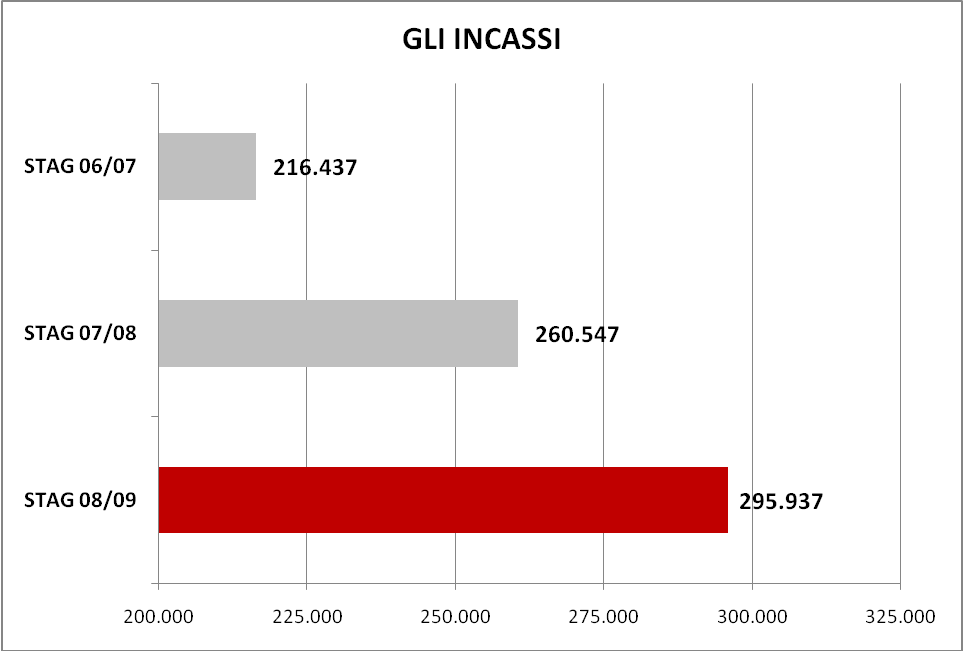 GLI INCASSI
STAG 06/07
216.437
STAG 07/08
260.547
STAG 08/09
295.937
200.000 225.000 250.000 275.000 300.000 325.000